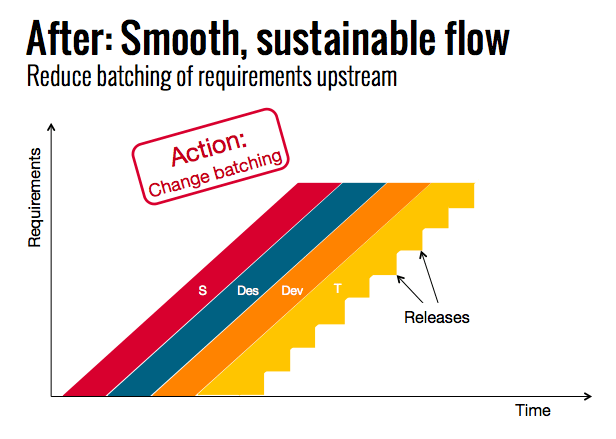 After: Smooth, sustainable flow
Reduce batching of requirements upstream
Action:
Change batching
Requirements
S
Des
Dev
T
Releases
Time